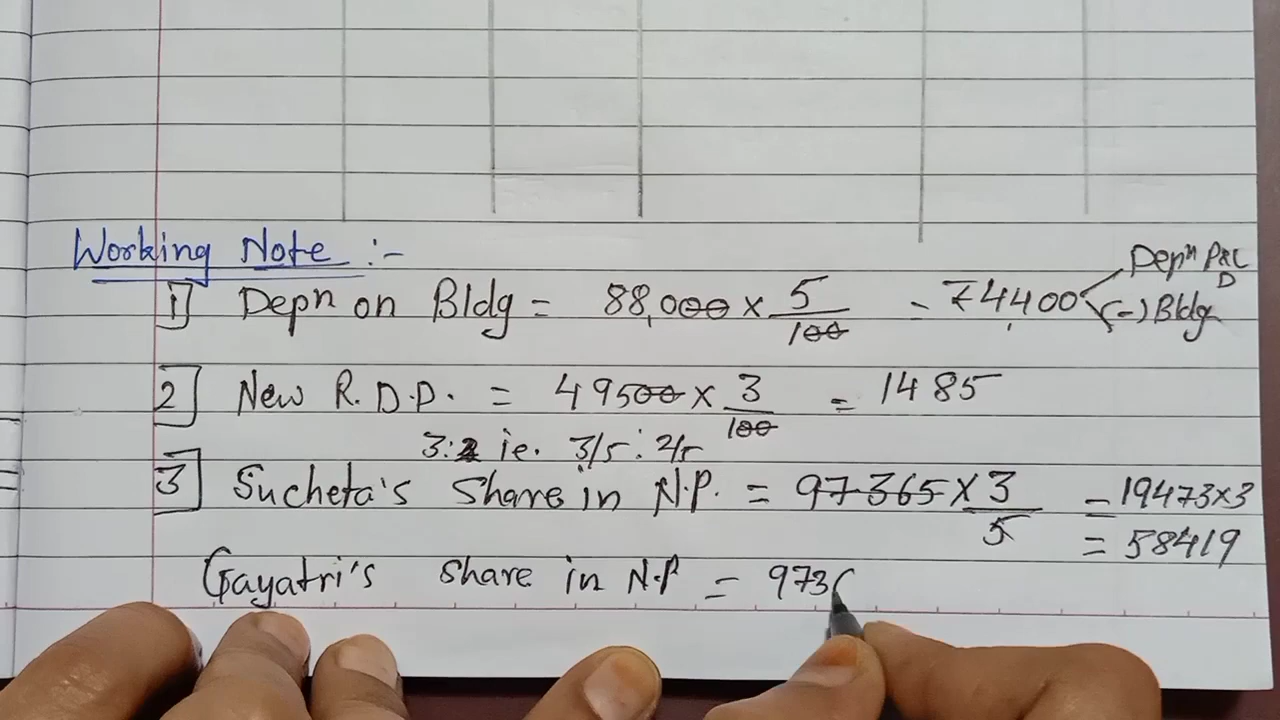 Working Note :-
1] Depn on Bldg = 88,000 × 5/100 = ₹4400 Depn P&L D (-) Bldg
2] New R.D.D. = 49500 × 3/100 = 1485
3:2 ie. 3/5 : 2/5
3] Sucheta's Share in N.P. = 97365 × 3/5 = 19473×3
= 58419
Gayatri's share in N.P = 973